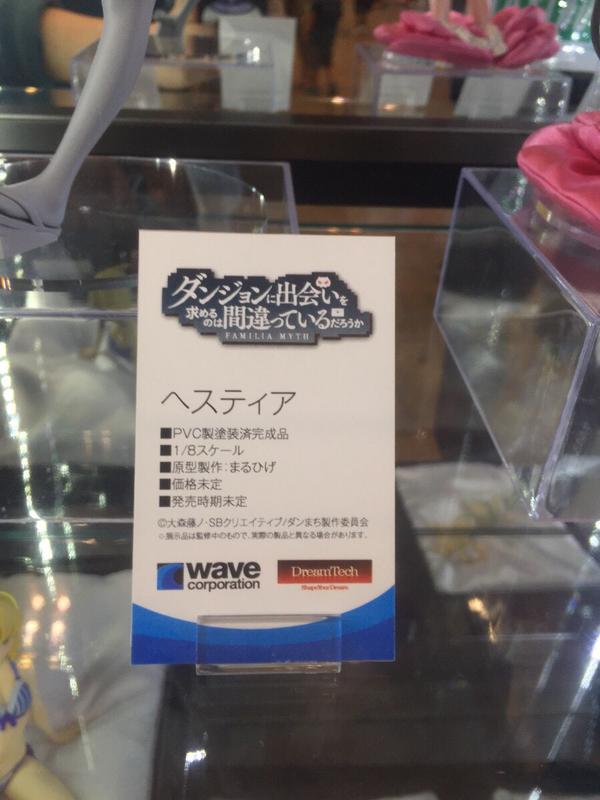 ダンジョンに出会いを
求めるのは間違っているだろうか
FAMILIA MYTH
ヘスティア
■PVC製塗装済完成品
■1/8スケール
■原型製作：まるひげ
■価格未定
■発売時期未定
©大森藤ノ・SBクリエイティブ/ダンまち製作委員会
※展示品は監修中のもので、実際の製品と異なる場合があります。
wave
corporation
DreamTech
ShapeYourDream